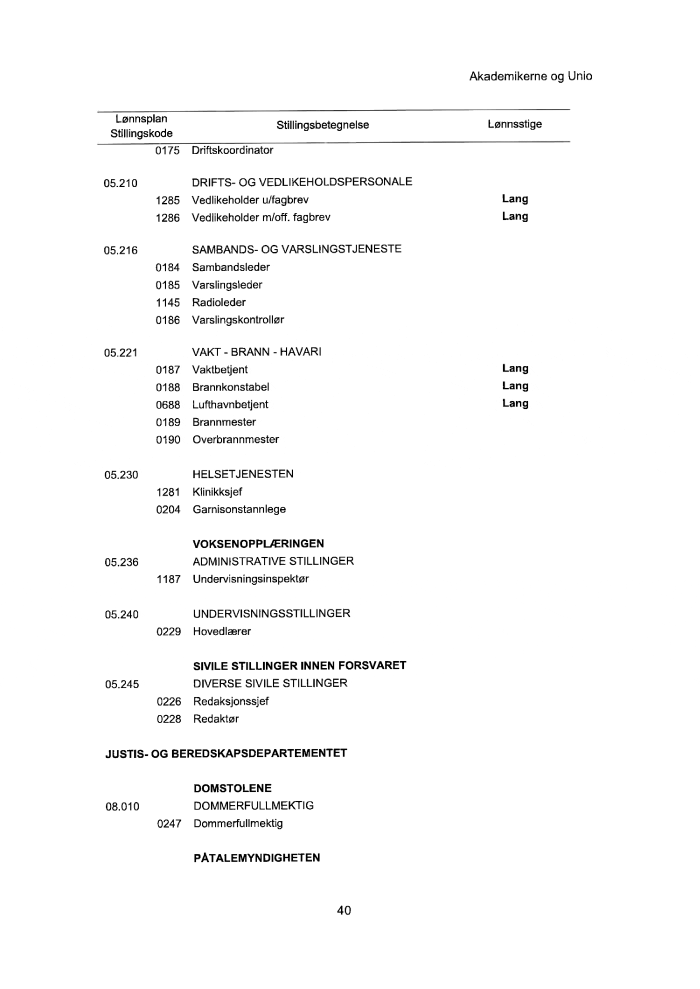 Akademikerne og Unio
Lønnsplan
Stillingskode Stillingsbetegnelse Lønnsstige
0175 Driftskoordinator
05.210 DRIFTS- OG VEDLIKEHOLDSPERSONALE
1285 Vedlikeholder u/fagbrev Lang
1286 Vedlikeholder m/off. fagbrev Lang
05.216 SAMBANDS- OG VARSLINGSTJENESTE
0184 Sambandsleder
0185 Varslingsleder
1145 Radioleder
0186 Varslingskontrollør
05.221 VAKT - BRANN - HAVARI
0187 Vaktbetjent Lang
0188 Brannkonstabel Lang
0688 Lufthavnbetjent Lang
0189 Brannmester
0190 Overbrannmester
05.230 HELSETJENESTEN
1281 Klinikksjef
0204 Garnisonstannlege
VOKSENOPPLÆRINGEN
05.236 ADMINISTRATIVE STILLINGER
1187 Undervisningsinspektør
05.240 UNDERVISNINGSSTILLINGER
0229 Hovedlærer
SIVILE STILLINGER INNEN FORSVARET
05.245 DIVERSE SIVILE STILLINGER
0226 Redaksjonssjef
0228 Redaktør
JUSTIS- OG BEREDSKAPSDEPARTEMENTET
DOMSTOLENE
08.010 DOMMERFULLMEKTIG
0247 Dommerfullmektig
PÅTALEMYNDIGHETEN
40